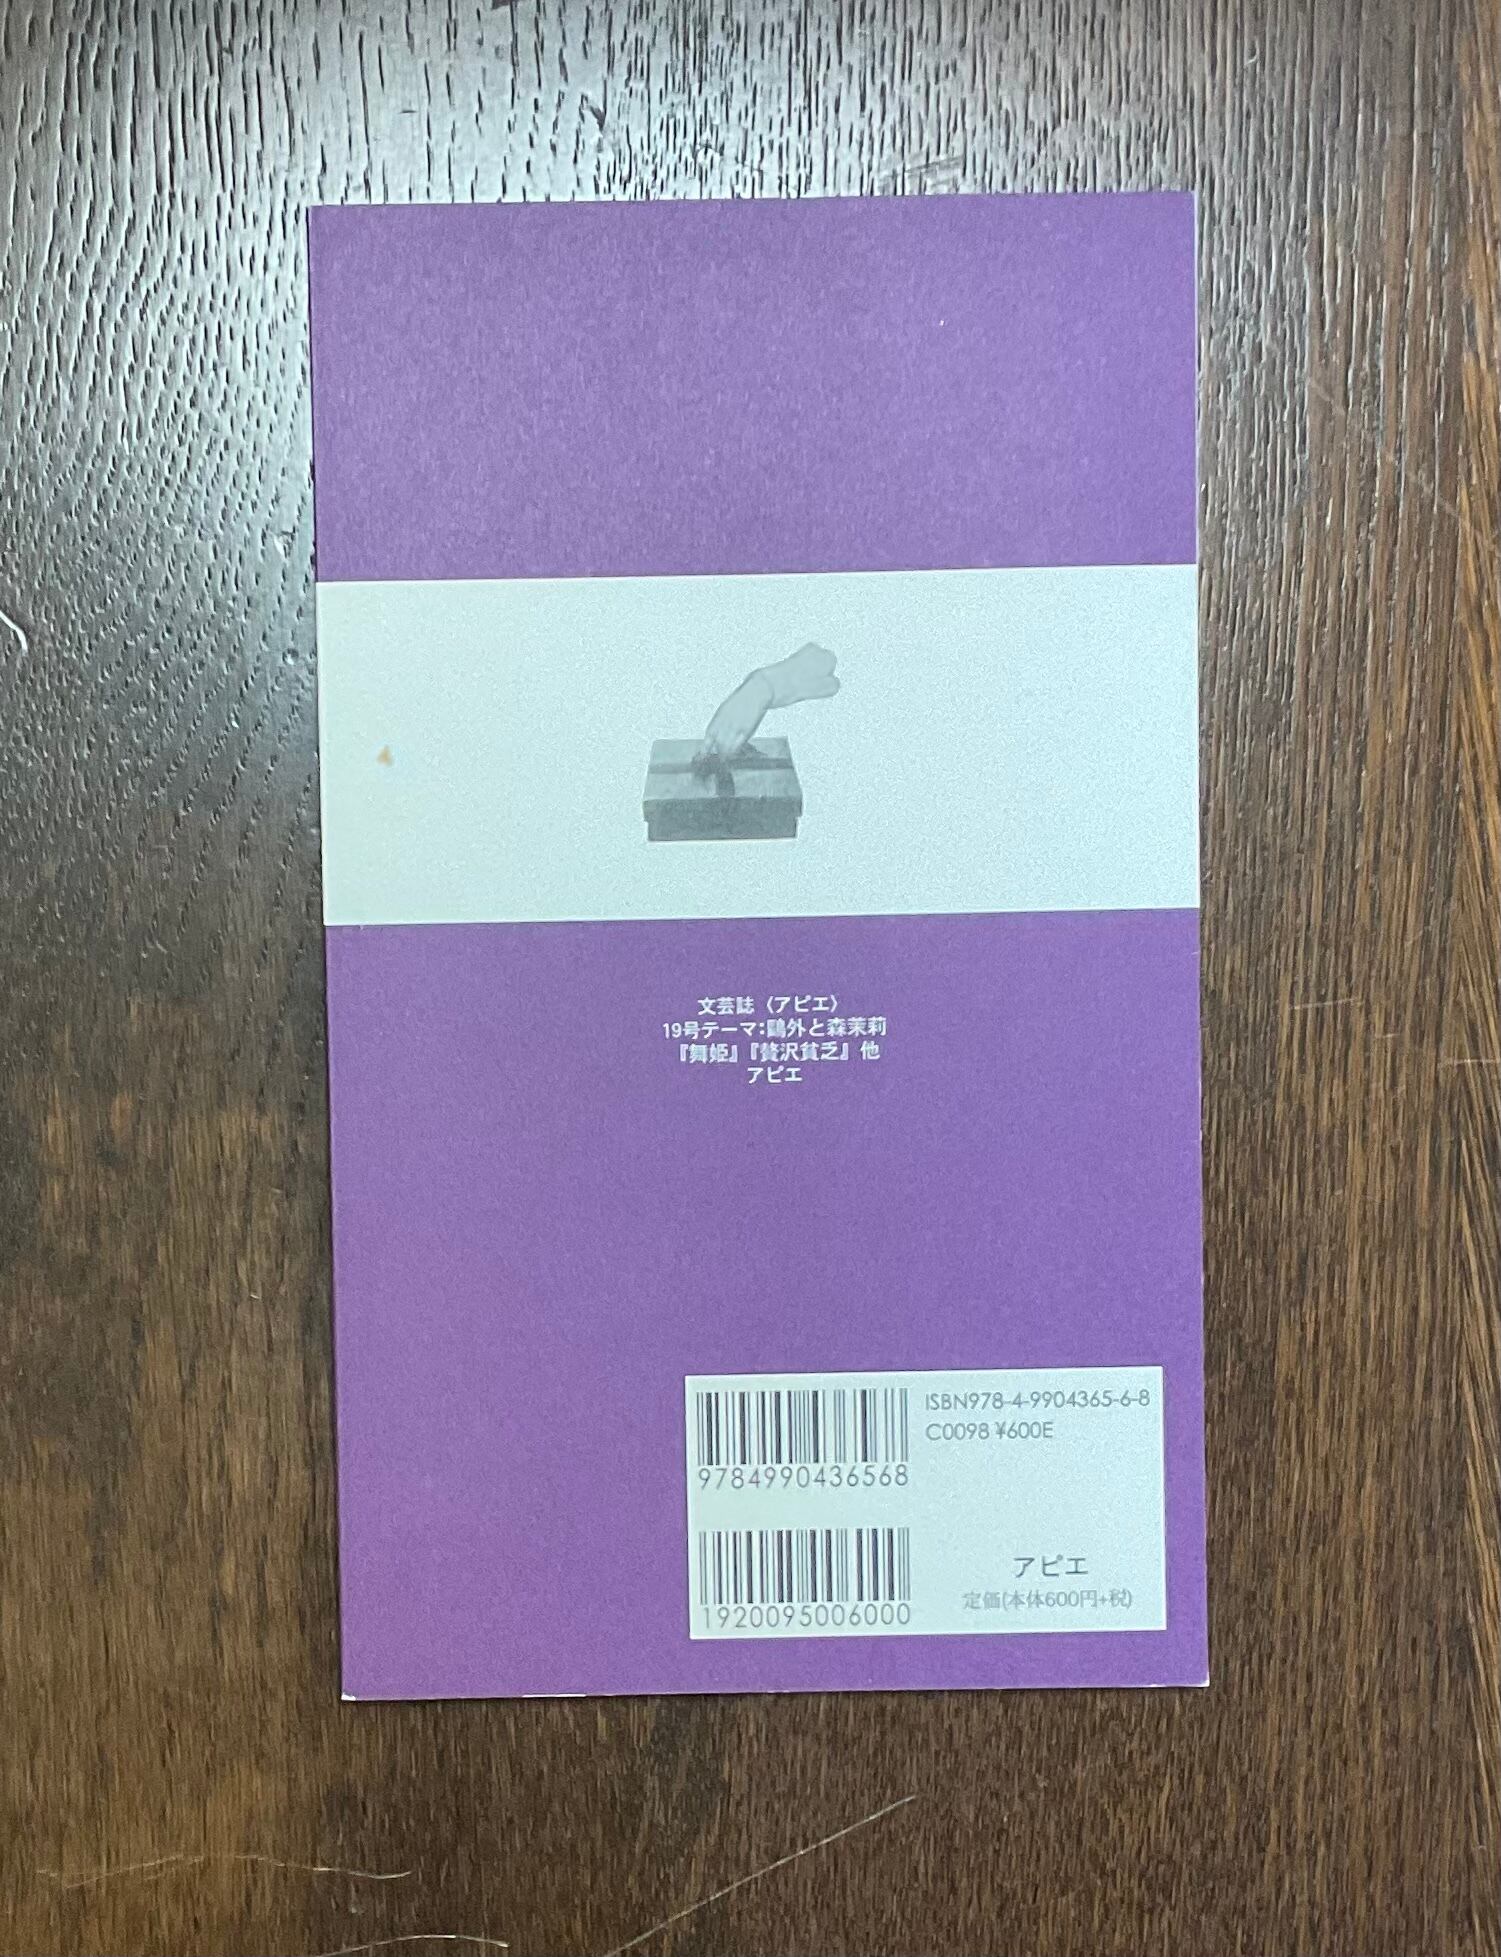 文芸誌〈アピエ〉
19号テーマ:鷗外と森茉莉
『舞姫』『贅沢貧乏』他
アピエ
ISBN978-4-9904365-6-8
C0098 ¥600E
9784990436568
1920095006000
アピエ
定価(本体600円+税)